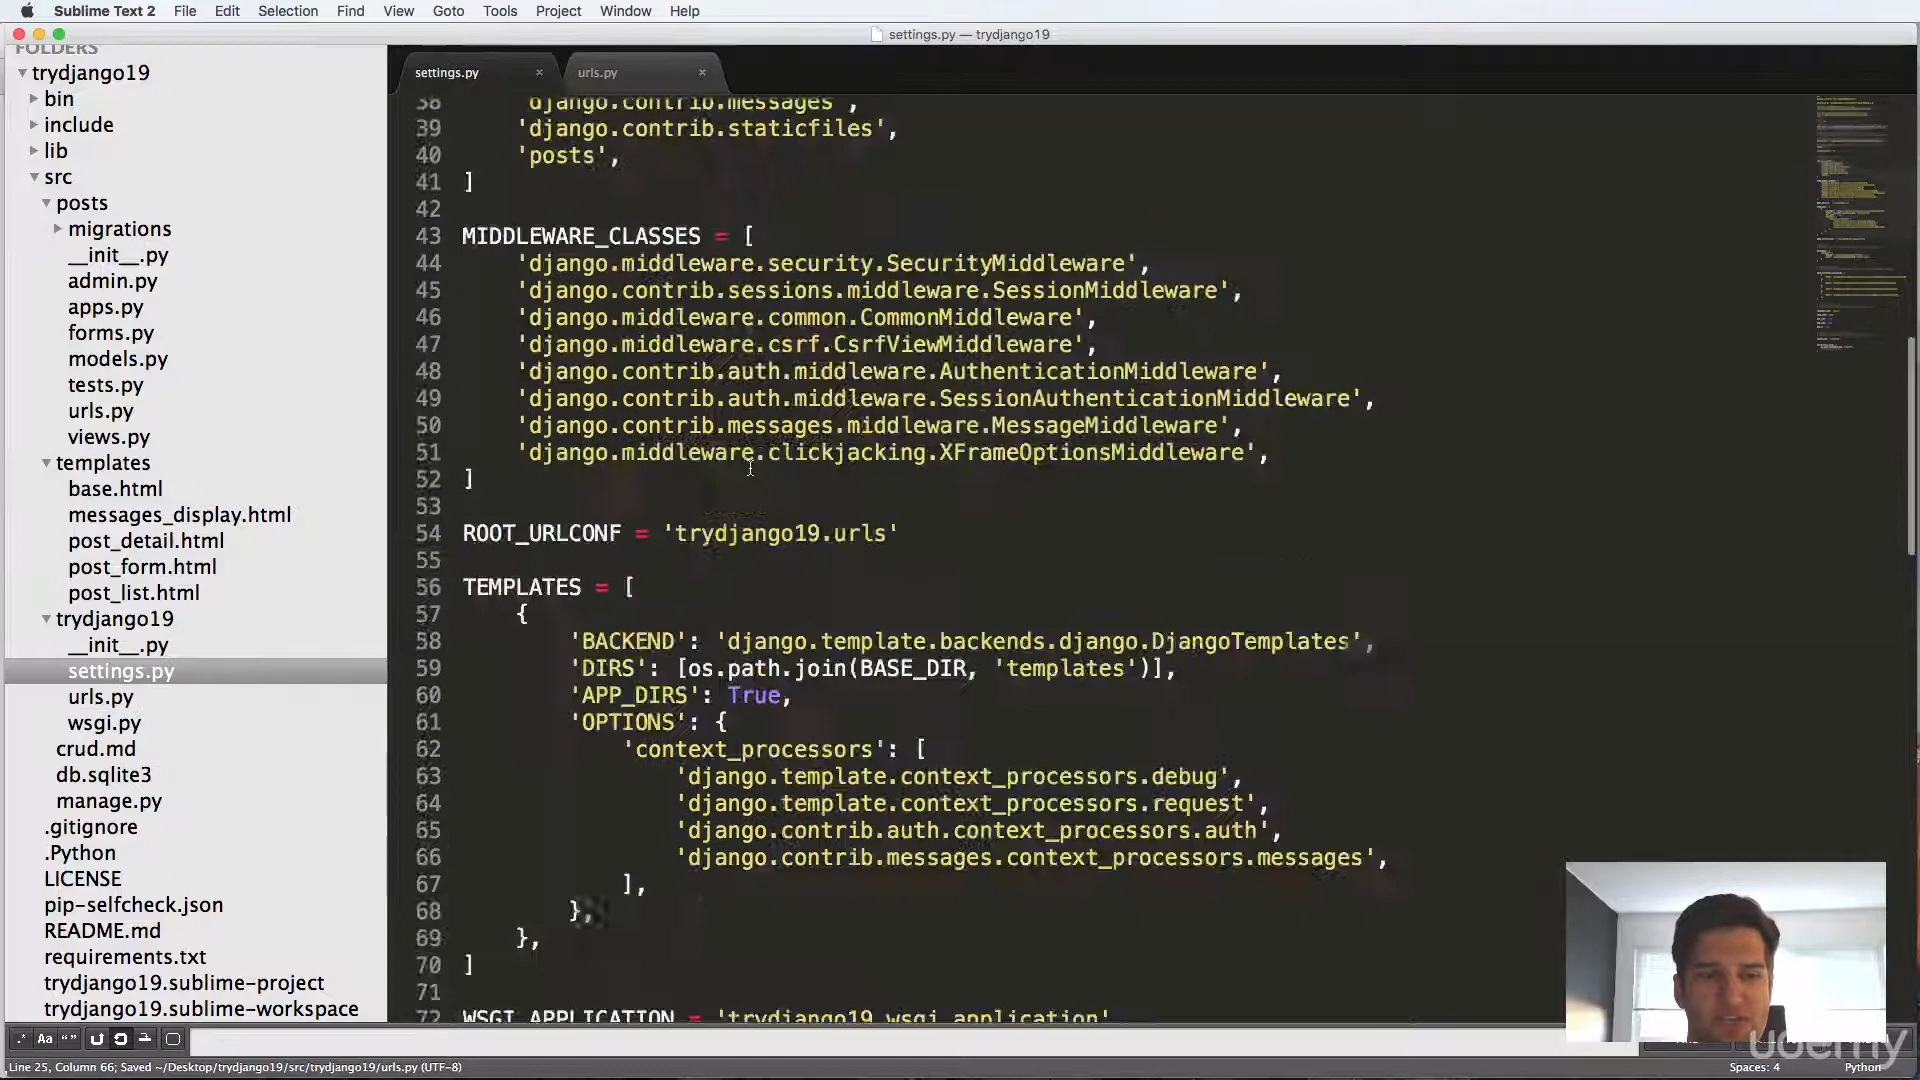 Sublime Text 2 File Edit Selection Find View Goto Tools Project Window Help
settings.py — trydjango19
FOLDERS
trydjango19
bin
include
lib
src
posts
migrations
__init__.py
admin.py
apps.py
forms.py
models.py
tests.py
urls.py
views.py
templates
base.html
messages_display.html
post_detail.html
post_form.html
post_list.html
trydjango19
__init__.py
settings.py
urls.py
wsgi.py
crud.md
db.sqlite3
manage.py
.gitignore
.Python
LICENSE
pip-selfcheck.json
README.md
requirements.txt
trydjango19.sublime-project
trydjango19.sublime-workspace
settings.py × urls.py ×
38 'django.contrib.messages',
39 'django.contrib.staticfiles',
40 'posts',
41 ]
42
43 MIDDLEWARE_CLASSES = [
44 'django.middleware.security.SecurityMiddleware',
45 'django.contrib.sessions.middleware.SessionMiddleware',
46 'django.middleware.common.CommonMiddleware',
47 'django.middleware.csrf.CsrfViewMiddleware',
48 'django.contrib.auth.middleware.AuthenticationMiddleware',
49 'django.contrib.auth.middleware.SessionAuthenticationMiddleware',
50 'django.contrib.messages.middleware.MessageMiddleware',
51 'django.middleware.clickjacking.XFrameOptionsMiddleware',
52 ]
53
54 ROOT_URLCONF = 'trydjango19.urls'
55
56 TEMPLATES = [
57 {
58 'BACKEND': 'django.template.backends.django.DjangoTemplates',
59 'DIRS': [os.path.join(BASE_DIR, 'templates')],
60 'APP_DIRS': True,
61 'OPTIONS': {
62 'context_processors': [
63 'django.template.context_processors.debug',
64 'django.template.context_processors.request',
65 'django.contrib.auth.context_processors.auth',
66 'django.contrib.messages.context_processors.messages',
67 ],
68 },
69 },
70 ]
71
72 WSGI_APPLICATION = 'trydjango19.wsgi.application'
.* Aa “”
udemy
Line 25, Column 66; Saved ~/Desktop/trydjango19/src/trydjango19/urls.py (UTF-8) Spaces: 4 Python